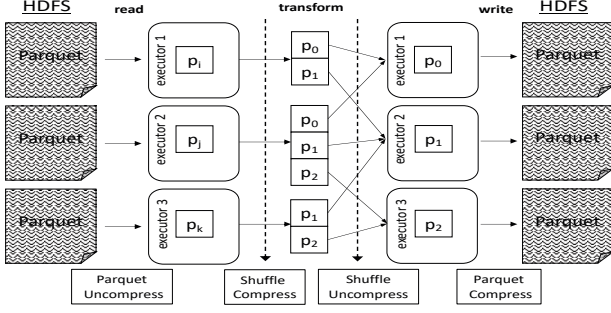 HDFS
read
transform
write
HDFS
Parquet
executor 1
pi
p0
p1
executor 1
p0
Parquet
Parquet
executor 2
pj
p0
p1
p2
executor 2
p1
Parquet
Parquet
executor 3
pk
p1
p2
executor 3
p2
Parquet
Parquet
Uncompress
Shuffle
Compress
Shuffle
Uncompress
Parquet
Compress